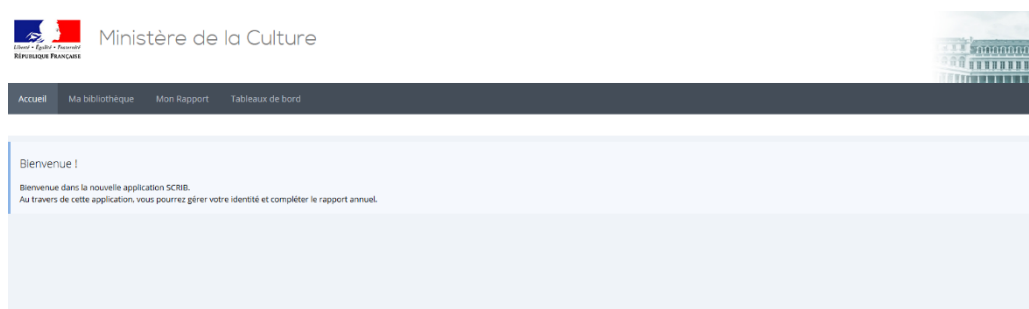 Liberté • Égalité • Fraternité
RÉPUBLIQUE FRANÇAISE
Ministère de la Culture
Accueil Ma bibliothèque Mon Rapport Tableaux de bord
Bienvenue !
Bienvenue dans la nouvelle application SCRIB.
Au travers de cette application, vous pourrez gérer votre identité et compléter le rapport annuel.